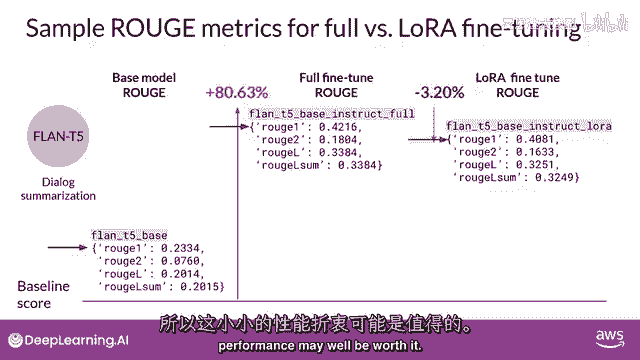 Sample ROUGE metrics for full vs. LoRA fine-tuning
Base model
ROUGE
+80.63%
Full fine-tune
ROUGE
-3.20%
LoRA fine tune
ROUGE
FLAN-T5
Dialog
summarization
flan_t5_base_instruct_full
{'rouge1': 0.4216,
'rouge2': 0.1804,
'rougeL': 0.3384,
'rougeLsum': 0.3384}
flan_t5_base_instruct_lora
{'rouge1': 0.4081,
'rouge2': 0.1633,
'rougeL': 0.3251,
'rougeLsum': 0.3249}
flan_t5_base
{'rouge1': 0.2334,
'rouge2': 0.0760,
'rougeL': 0.2014,
'rougeLsum': 0.2015}
Baseline
score
所以这小小的性能折衷可能是值得的。
performance may well be worth it.
DeepLearning.AI
aws